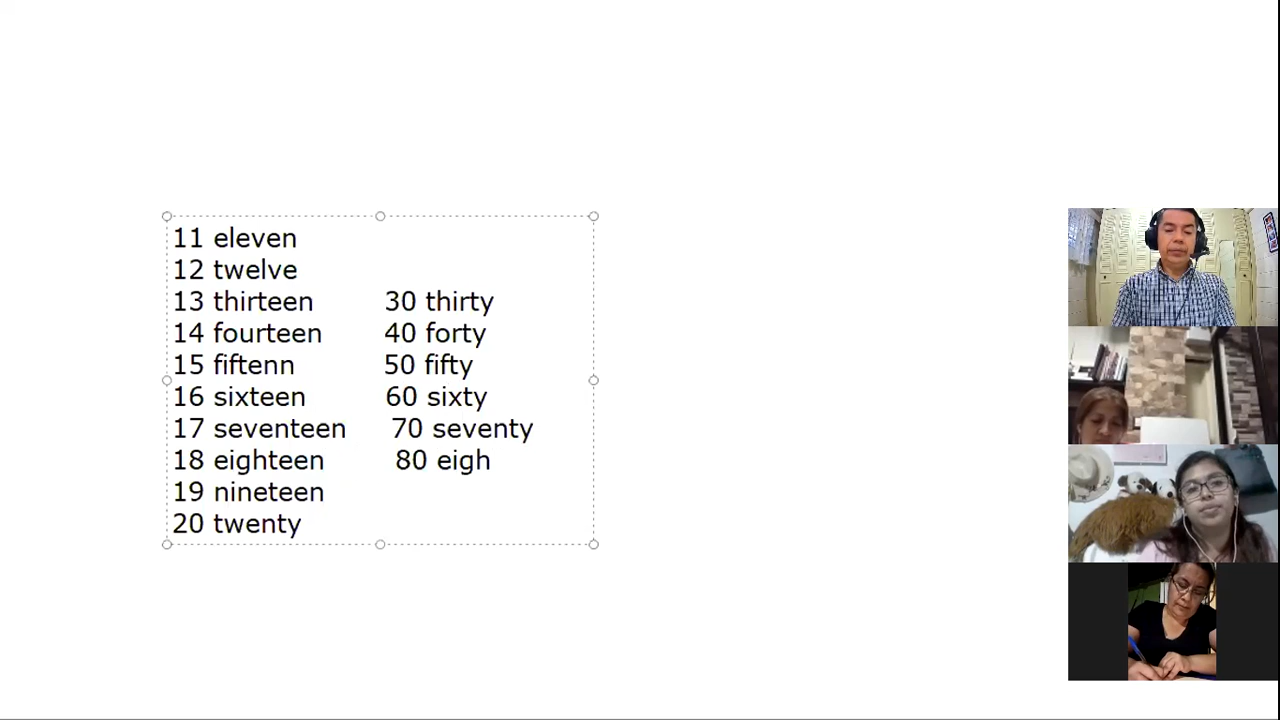 11 eleven
12 twelve
13 thirteen 30 thirty
14 fourteen 40 forty
15 fiftenn 50 fifty
16 sixteen 60 sixty
17 seventeen 70 seventy
18 eighteen 80 eigh
19 nineteen
20 twenty